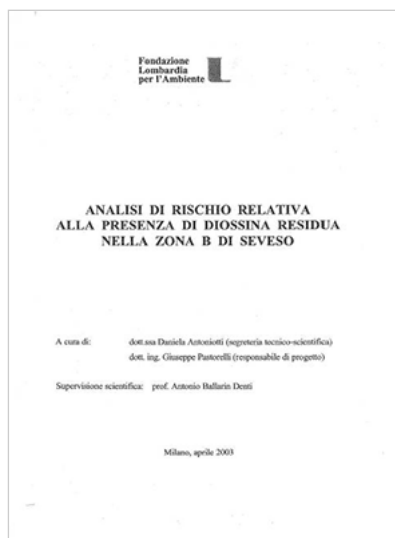 Fondazione
Lombardia
per l'Ambiente
ANALISI DI RISCHIO RELATIVA
ALLA PRESENZA DI DIOSSINA RESIDUA
NELLA ZONA B DI SEVESO
A cura di: dott.ssa Daniela Antoniotti (segreteria tecnico-scientifica)
dott. ing. Giuseppe Pastorelli (responsabile di progetto)
Supervisione scientifica: prof. Antonio Ballarin Denti
Milano, aprile 2003